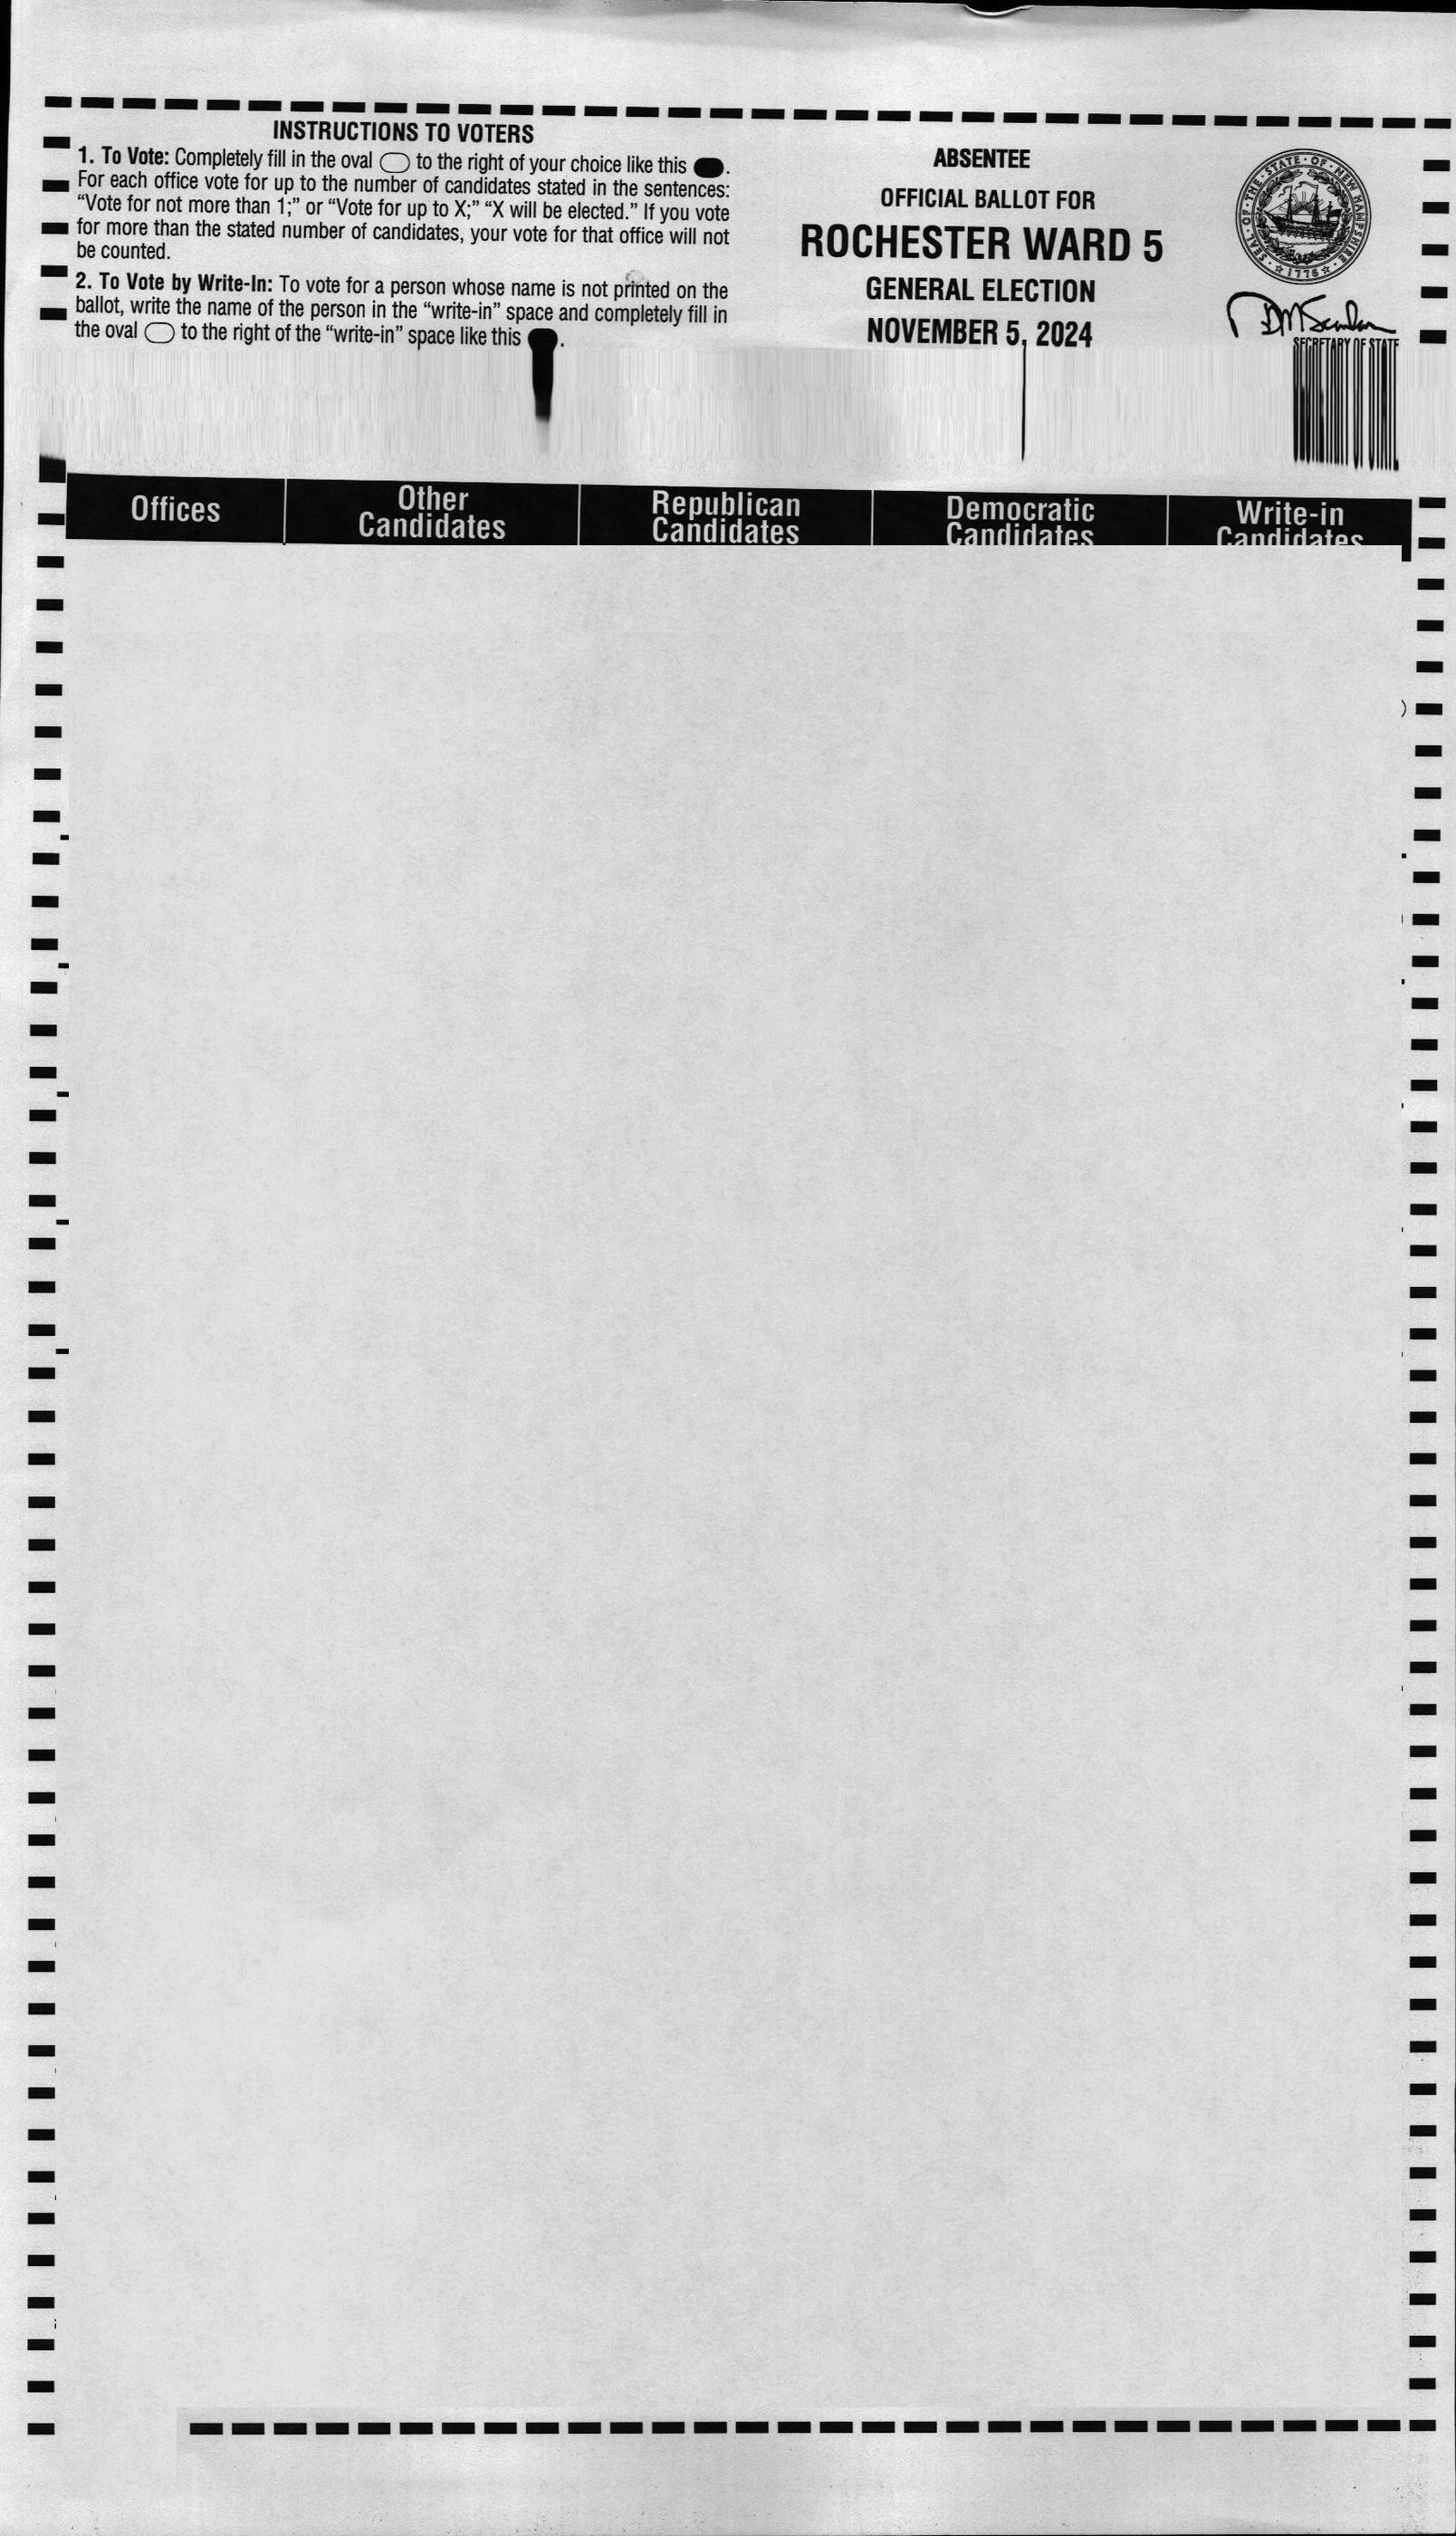 INSTRUCTIONS TO VOTERS
1. To Vote: Completely fill in the oval to the right of your choice like this .
For each office vote for up to the number of candidates stated in the sentences:
“Vote for not more than 1;” or “Vote for up to X;” “X will be elected.” If you vote
for more than the stated number of candidates, your vote for that office will not
be counted.
2. To Vote by Write-In: To vote for a person whose name is not printed on the
ballot, write the name of the person in the “write-in” space and completely fill in
the oval to the right of the “write-in” space like this .
ABSENTEE
OFFICIAL BALLOT FOR
ROCHESTER WARD 5
GENERAL ELECTION
NOVEMBER 5, 2024
SEAL · OF · THE · STATE · OF · NEW HAMPSHIRE
1776
SECRETARY OF STATE
Offices
Other
Candidates
Republican
Candidates
Democratic
Candidates
Write-in
Candidates